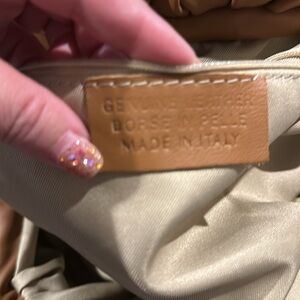 GENUINE LEATHER
BORSE IN PELLE
MADE IN ITALY